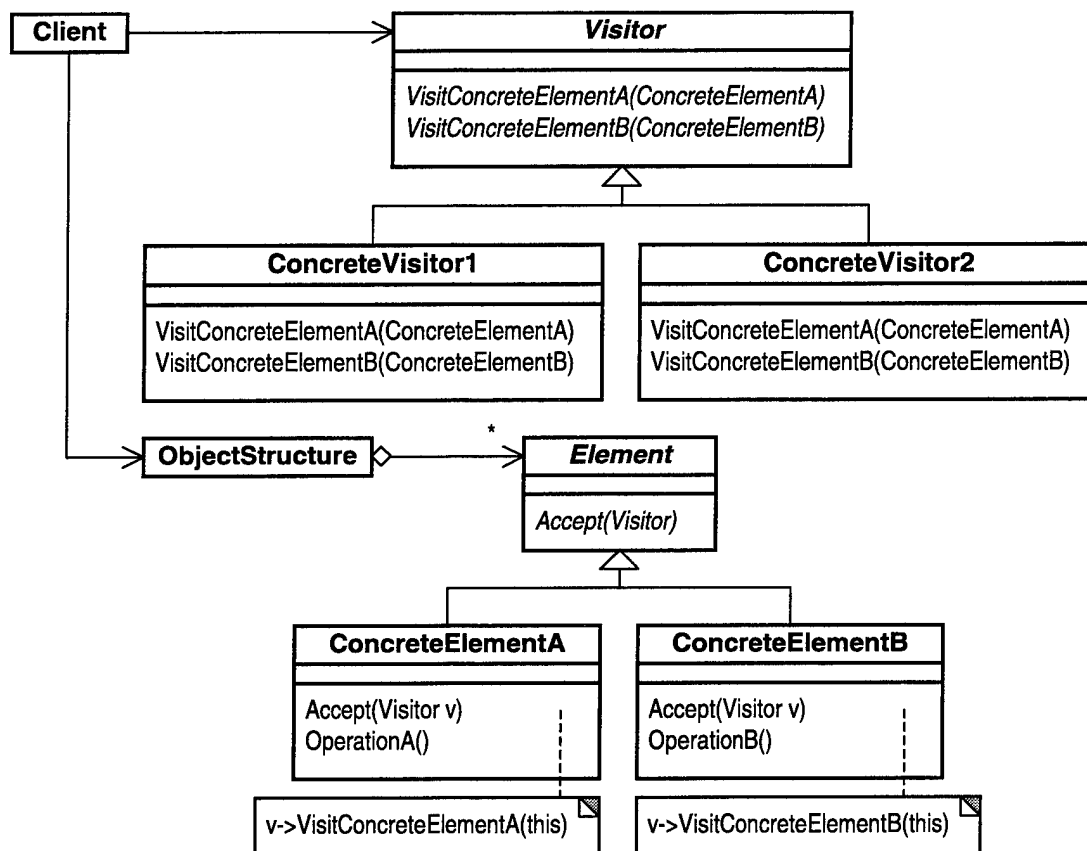 Client
Visitor
VisitConcreteElementA(ConcreteElementA)
VisitConcreteElementB(ConcreteElementB)
ConcreteVisitor1
VisitConcreteElementA(ConcreteElementA)
VisitConcreteElementB(ConcreteElementB)
ConcreteVisitor2
VisitConcreteElementA(ConcreteElementA)
VisitConcreteElementB(ConcreteElementB)
ObjectStructure
*
Element
Accept(Visitor)
ConcreteElementA
Accept(Visitor v)
OperationA()
v->VisitConcreteElementA(this)
ConcreteElementB
Accept(Visitor v)
OperationB()
v->VisitConcreteElementB(this)